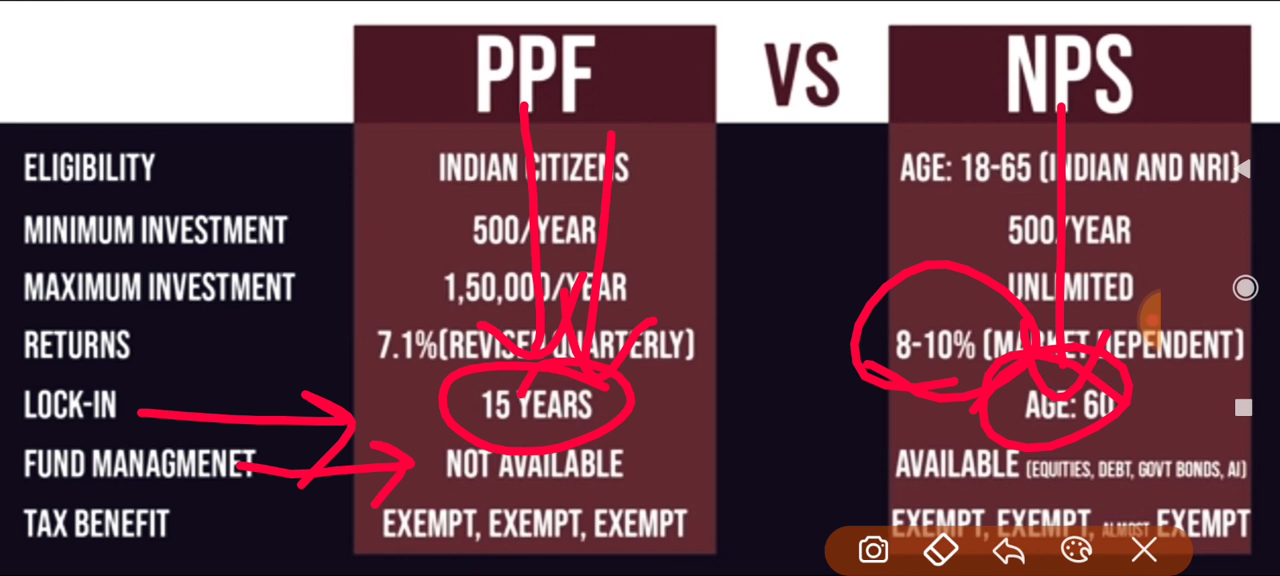 PPF VS NPS
ELIGIBILITY INDIAN CITIZENS AGE: 18-65 (INDIAN AND NRI)
MINIMUM INVESTMENT 500/YEAR 500/YEAR
MAXIMUM INVESTMENT 1,50,000/YEAR UNLIMITED
RETURNS 7.1%(REVISED QUARTERLY) 8-10% (MARKET DEPENDENT)
LOCK-IN 15 YEARS AGE: 60
FUND MANAGMENET NOT AVAILABLE AVAILABLE (EQUITIES, DEBT, GOVT BONDS, AI)
TAX BENEFIT EXEMPT, EXEMPT, EXEMPT EXEMPT, EXEMPT, ALMOST EXEMPT